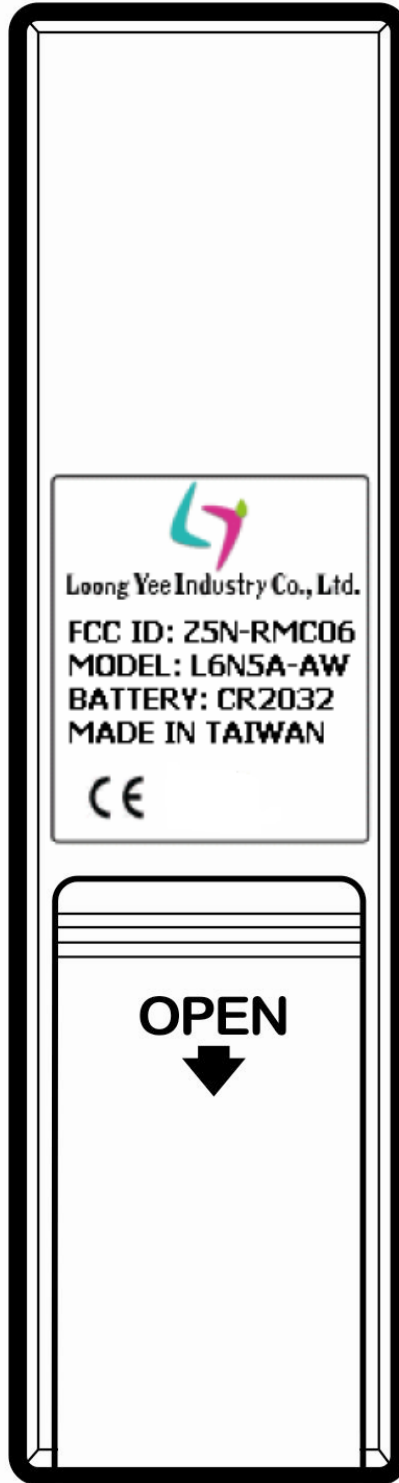 Loong Yee Industry Co., Ltd.
FCC ID: Z5N-RMC06
MODEL: L6N5A-AW
BATTERY: CR2032
MADE IN TAIWAN
CE
OPEN